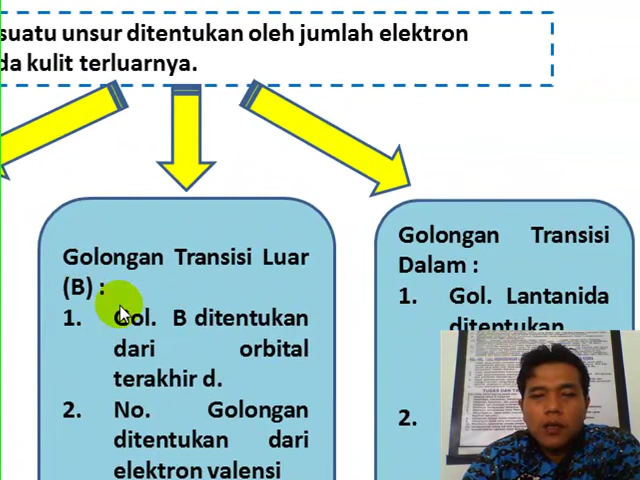 suatu unsur ditentukan oleh jumlah elektron
da kulit terluarnya.
Golongan Transisi Luar
(B) :
1. Gol. B ditentukan
dari orbital
terakhir d.
2. No. Golongan
ditentukan dari
elektron valensi
Golongan Transisi
Dalam :
1. Gol. Lantanida
ditentukan
2.